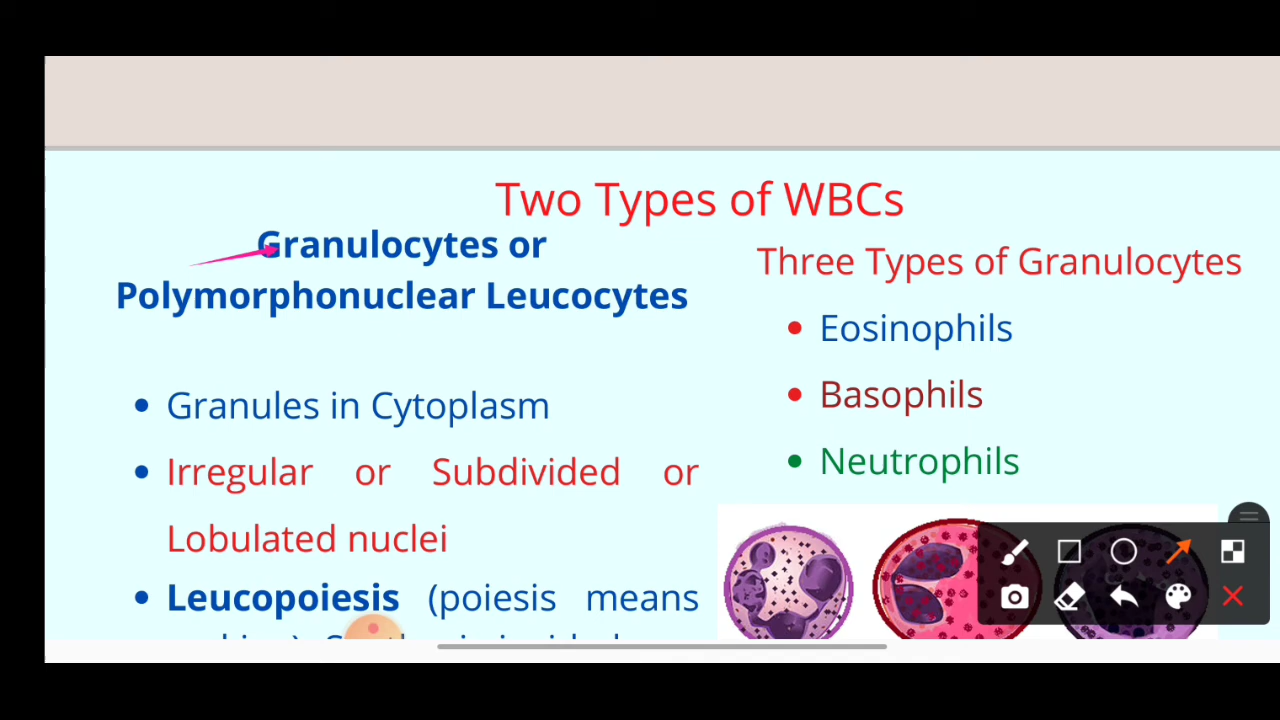 Two Types of WBCs
Granulocytes or
Polymorphonuclear Leucocytes
Granules in Cytoplasm
Irregular or Subdivided or
Lobulated nuclei
Leucopoiesis (poiesis means
Three Types of Granulocytes
Eosinophils
Basophils
Neutrophils